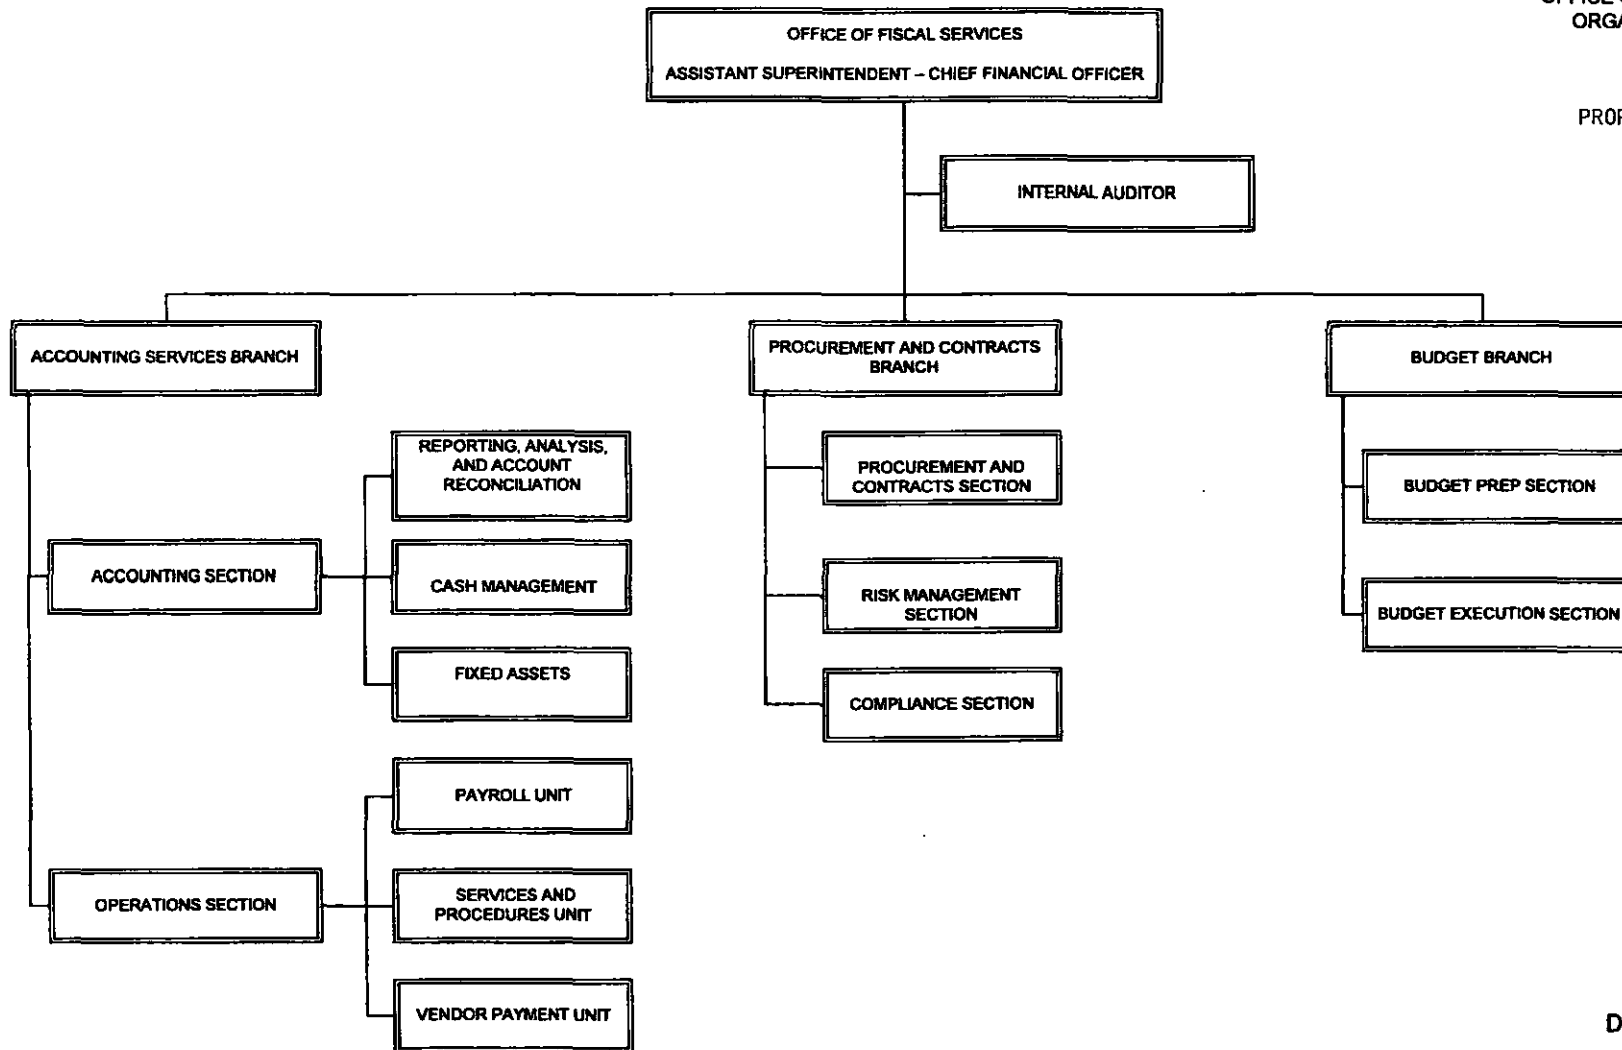 ORGA
PROP
OFFICE OF FISCAL SERVICES
ASSISTANT SUPERINTENDENT – CHIEF FINANCIAL OFFICER
INTERNAL AUDITOR
ACCOUNTING SERVICES BRANCH
REPORTING, ANALYSIS,
AND ACCOUNT
RECONCILIATION
ACCOUNTING SECTION
CASH MANAGEMENT
FIXED ASSETS
PAYROLL UNIT
OPERATIONS SECTION
SERVICES AND
PROCEDURES UNIT
VENDOR PAYMENT UNIT
PROCUREMENT AND CONTRACTS
BRANCH
PROCUREMENT AND
CONTRACTS SECTION
RISK MANAGEMENT
SECTION
COMPLIANCE SECTION
BUDGET BRANCH
BUDGET PREP SECTION
BUDGET EXECUTION SECTION
D